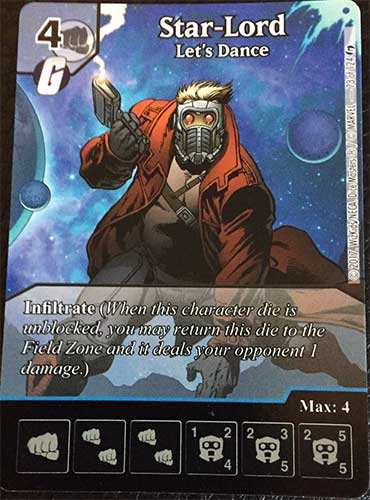 4
G
Star-Lord
Let's Dance
Infiltrate (When this character die is
unblocked, you may return this die to the
Field Zone and it deals your opponent 1
damage.)
Max: 4
1 2
4
2 3
5
2 5
5